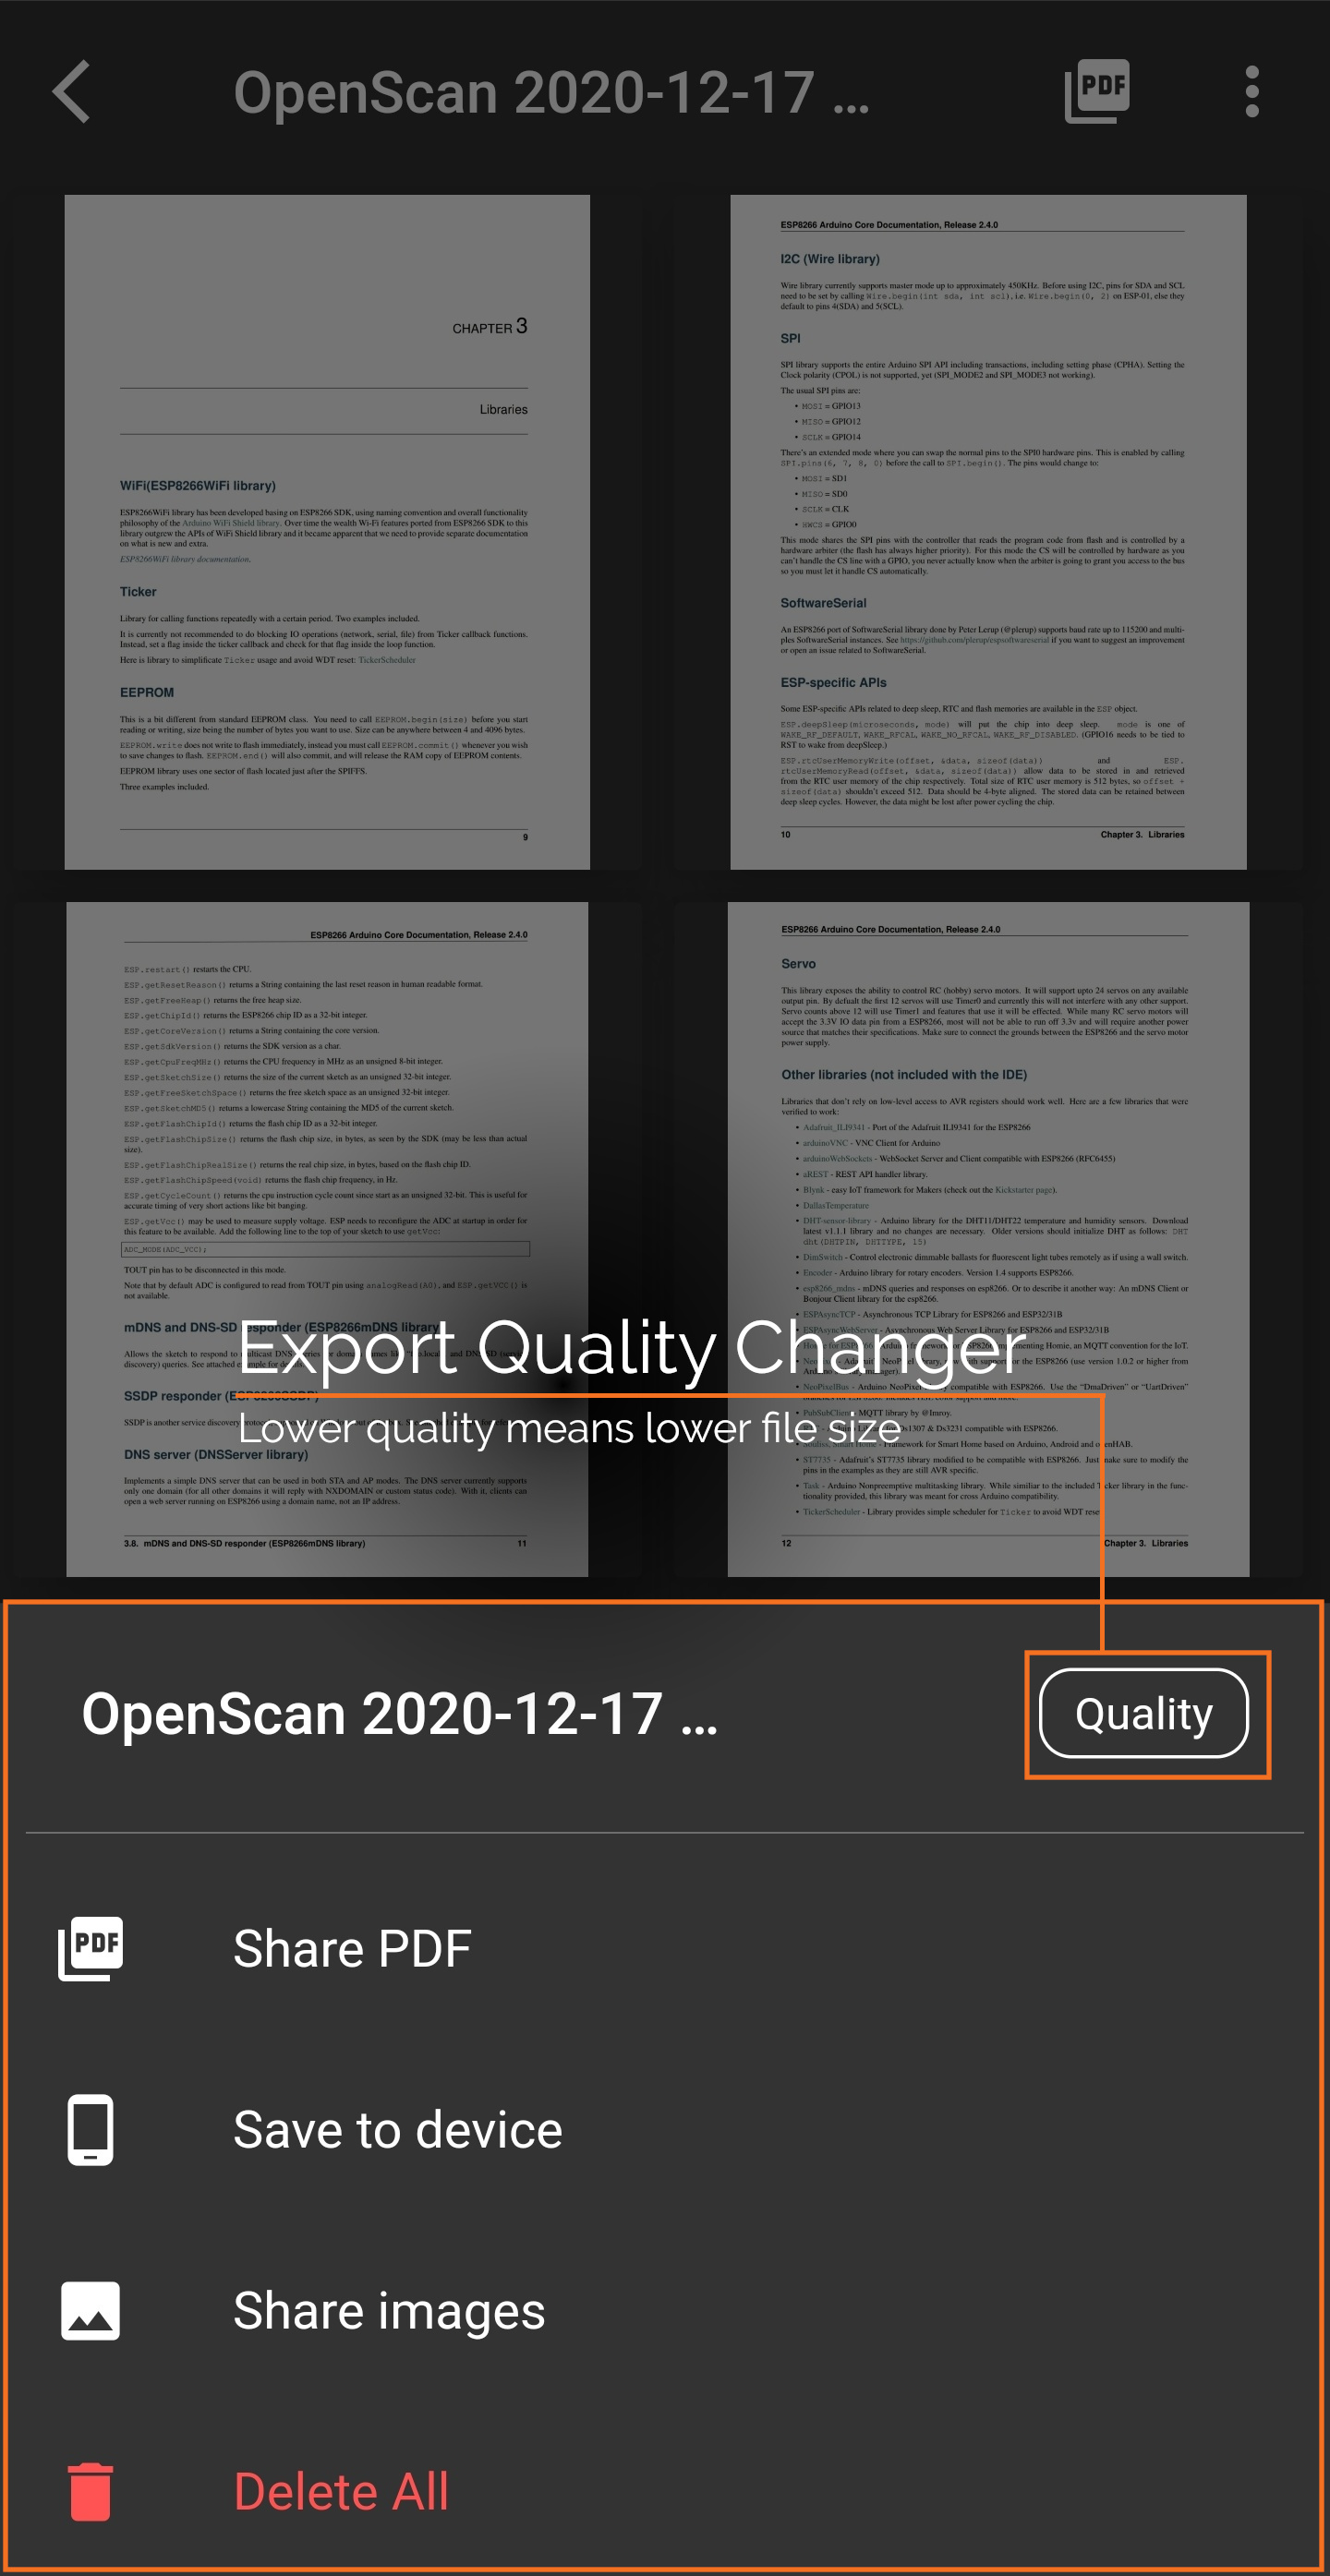 OpenScan 2020-12-17 ...
PDF
CHAPTER 3
Libraries
WiFi(ESP8266WiFi library)
ESP8266WiFi library has been developed basing on ESP8266 SDK, using naming convention and overall functionality
philosophy of the Arduino WiFi Shield library. Over time the wealth Wi-Fi features ported from ESP8266 SDK to this
library outgrew the APIs of WiFi Shield library and it became apparent that we need to provide separate documentation
on what is new and extra.
ESP8266WiFi library documentation.
Ticker
Library for calling functions repeatedly with a certain period. Two examples included.
It is currently not recommended to do blocking IO operations (network, serial, file) from Ticker callback functions.
Instead, set a flag inside the ticker callback and check for that flag inside the loop function.
Here is library to simplificate Ticker usage and avoid WDT reset: TickerScheduler
EEPROM
This is a bit different from standard EEPROM class. You need to call EEPROM.begin(size) before you start
reading or writing, size being the number of bytes you want to use. Size can be anywhere between 4 and 4096 bytes.
EEPROM.write does not write to flash immediately, instead you must call EEPROM.commit() whenever you wish
to save changes to flash. EEPROM.end() will also commit, and will release the RAM copy of EEPROM contents.
EEPROM library uses one sector of flash located just after the SPIFFS.
Three examples included.
9
ESP8266 Arduino Core Documentation, Release 2.4.0
I2C (Wire library)
Wire library currently supports master mode up to approximately 450KHz. Before using I2C, pins for SDA and SCL
need to be set by calling Wire.begin(int sda, int scl), i.e. Wire.begin(0, 2) on ESP-01, else they
default to pins 4(SDA) and 5(SCL).
SPI
SPI library supports the entire Arduino SPI API including transactions, including setting phase (CPHA). Setting the
Clock polarity (CPOL) is not supported, yet (SPI_MODE2 and SPI_MODE3 not working).
The usual SPI pins are:
• MOSI = GPIO13
• MISO = GPIO12
• SCLK = GPIO14
There's an extended mode where you can swap the normal pins to the SPI0 hardware pins. This is enabled by calling
SPI.pins(6, 7, 8, 0) before the call to SPI.begin(). The pins would change to:
• MOSI = SD1
• MISO = SD0
• SCLK = CLK
• HWCS = GPIO0
This mode shares the SPI pins with the controller that reads the program code from flash and is controlled by a
hardware arbiter (the flash has always higher priority). For this mode the CS will be controlled by hardware as you
can't handle the CS line with a GPIO, you never actually know when the arbiter is going to grant you access to the bus
so you must let it handle CS automatically.
SoftwareSerial
An ESP8266 port of SoftwareSerial library done by Peter Lerup (@plerup) supports baud rate up to 115200 and multi-
ples SoftwareSerial instances. See https://github.com/plerup/espsoftwareserial if you want to suggest an improvement
or open an issue related to SoftwareSerial.
ESP-specific APIs
Some ESP-specific APIs related to deep sleep, RTC and flash memories are available in the ESP object.
ESP.deepSleep(microseconds, mode) will put the chip into deep sleep. mode is one of
WAKE_RF_DEFAULT, WAKE_RFCAL, WAKE_NO_RFCAL, WAKE_RF_DISABLED. (GPIO16 needs to be tied to
RST to wake from deepSleep.)
ESP.rtcUserMemoryWrite(offset, &data, sizeof(data)) and ESP.
rtcUserMemoryRead(offset, &data, sizeof(data)) allow data to be stored in and retrieved
from the RTC user memory of the chip respectively. Total size of RTC user memory is 512 bytes, so offset +
sizeof(data) shouldn't exceed 512. Data should be 4-byte aligned. The stored data can be retained between
deep sleep cycles. However, the data might be lost after power cycling the chip.
10 Chapter 3. Libraries
ESP8266 Arduino Core Documentation, Release 2.4.0
ESP.restart() restarts the CPU.
ESP.getResetReason() returns a String containing the last reset reason in human readable format.
ESP.getFreeHeap() returns the free heap size.
ESP.getChipId() returns the ESP8266 chip ID as a 32-bit integer.
ESP.getCoreVersion() returns a String containing the core version.
ESP.getSdkVersion() returns the SDK version as a char.
ESP.getCpuFreqMHz() returns the CPU frequency in MHz as an unsigned 8-bit integer.
ESP.getSketchSize() returns the size of the current sketch as an unsigned 32-bit integer.
ESP.getFreeSketchSpace() returns the free sketch space as an unsigned 32-bit integer.
ESP.getSketchMD5() returns a lowercase String containing the MD5 of the current sketch.
ESP.getFlashChipId() returns the flash chip ID as a 32-bit integer.
ESP.getFlashChipSize() returns the flash chip size, in bytes, as seen by the SDK (may be less than actual
size).
ESP.getFlashChipRealSize() returns the real chip size, in bytes, based on the flash chip ID.
ESP.getFlashChipSpeed(void) returns the flash chip frequency, in Hz.
ESP.getCycleCount() returns the cpu instruction cycle count since start as an unsigned 32-bit. This is useful for
accurate timing of very short actions like bit banging.
ESP.getVcc() may be used to measure supply voltage. ESP needs to reconfigure the ADC at startup in order for
this feature to be available. Add the following line to the top of your sketch to use getVcc:
ADC_MODE(ADC_VCC);
TOUT pin has to be disconnected in this mode.
Note that by default ADC is configured to read from TOUT pin using analogRead(A0), and ESP.getVCC() is
not available.
mDNS and DNS-SD responder (ESP8266mDNS library)
Allows the sketch to respond to multicast DNS queries for domain names like
discovery) queries. See attached example for details.
SSDP responder (ESP8266SSDP)
SSDP is another service discovery protocol
DNS server (DNSServer library)
Implements a simple DNS server that can be used in both STA and AP modes. The DNS server currently supports
only one domain (for all other domains it will reply with NXDOMAIN or custom status code). With it, clients can
open a web server running on ESP8266 using a domain name, not an IP address.
3.8. mDNS and DNS-SD responder (ESP8266mDNS library) 11
ESP8266 Arduino Core Documentation, Release 2.4.0
Servo
This library exposes the ability to control RC (hobby) servo motors. It will support upto 24 servos on any available
output pin. By defualt the first 12 servos will use Timer0 and currently this will not interfere with any other support.
Servo counts above 12 will use Timer1 and features that use it will be effected. While many RC servo motors will
accept the 3.3V IO data pin from a ESP8266, most will not be able to run off 3.3v and will require another power
source that matches their specifications. Make sure to connect the grounds between the ESP8266 and the servo motor
power supply.
Other libraries (not included with the IDE)
Libraries that don't rely on low-level access to AVR registers should work well. Here are a few libraries that were
verified to work:
• Adafruit_ILI9341 - Port of the Adafruit ILI9341 for the ESP8266
• arduinoVNC - VNC Client for Arduino
• arduinoWebSockets - WebSocket Server and Client compatible with ESP8266 (RFC6455)
• aREST - REST API handler library.
• Blynk - easy IoT framework for Makers (check out the Kickstarter page).
• DallasTemperature
• DHT-sensor-library - Arduino library for the DHT11/DHT22 temperature and humidity sensors. Download
latest v1.1.1 library and no changes are necessary. Older versions should initialize DHT as follows: DHT
dht(DHTPIN, DHTTYPE, 15)
• DimSwitch - Control electronic dimmable ballasts for fluorescent light tubes remotely as if using a wall switch.
• Encoder - Arduino library for rotary encoders. Version 1.4 supports ESP8266.
• esp8266_mdns - mDNS queries and responses on esp8266. Or to describe it another way: An mDNS Client or
Bonjour Client library for the esp8266.
• ESPAsyncTCP - Asynchronous TCP Library for ESP8266 and ESP32/31B
• ESPAsyncWebServer - Asynchronous Web Server Library for ESP8266 and ESP32/31B
• Homie for ESP8266 - Arduino framework for ESP8266 implementing Homie, an MQTT convention for the IoT.
• NeoPixel - Adafruit's NeoPixel library, now with support for the ESP8266 (use version 1.0.2 or higher from
Arduino's library manager).
• NeoPixelBus - Arduino NeoPixel library compatible with ESP8266. Use the "DmaDriven" or "UartDriven"
• PubSubClient - MQTT library by @Imroy.
Ds1307 & Ds3231 compatible with ESP8266.
• Souliss, Smart Home - Framework for Smart Home based on Arduino, Android and openHAB.
• ST7735 - Adafruit's ST7735 library modified to be compatible with ESP8266. Just make sure to modify the
pins in the examples as they are still AVR specific.
• Task - Arduino Nonpreemptive multitasking library. While similiar to the included Ticker library in the func-
tionality provided, this library was meant for cross Arduino compatibility.
• TickerScheduler - Library provides simple scheduler for Ticker to avoid WDT reset
12 Chapter 3. Libraries
Export Quality Changer
Lower quality means lower file size
OpenScan 2020-12-17 ...
Quality
PDF
Share PDF
Save to device
Share images
Delete All